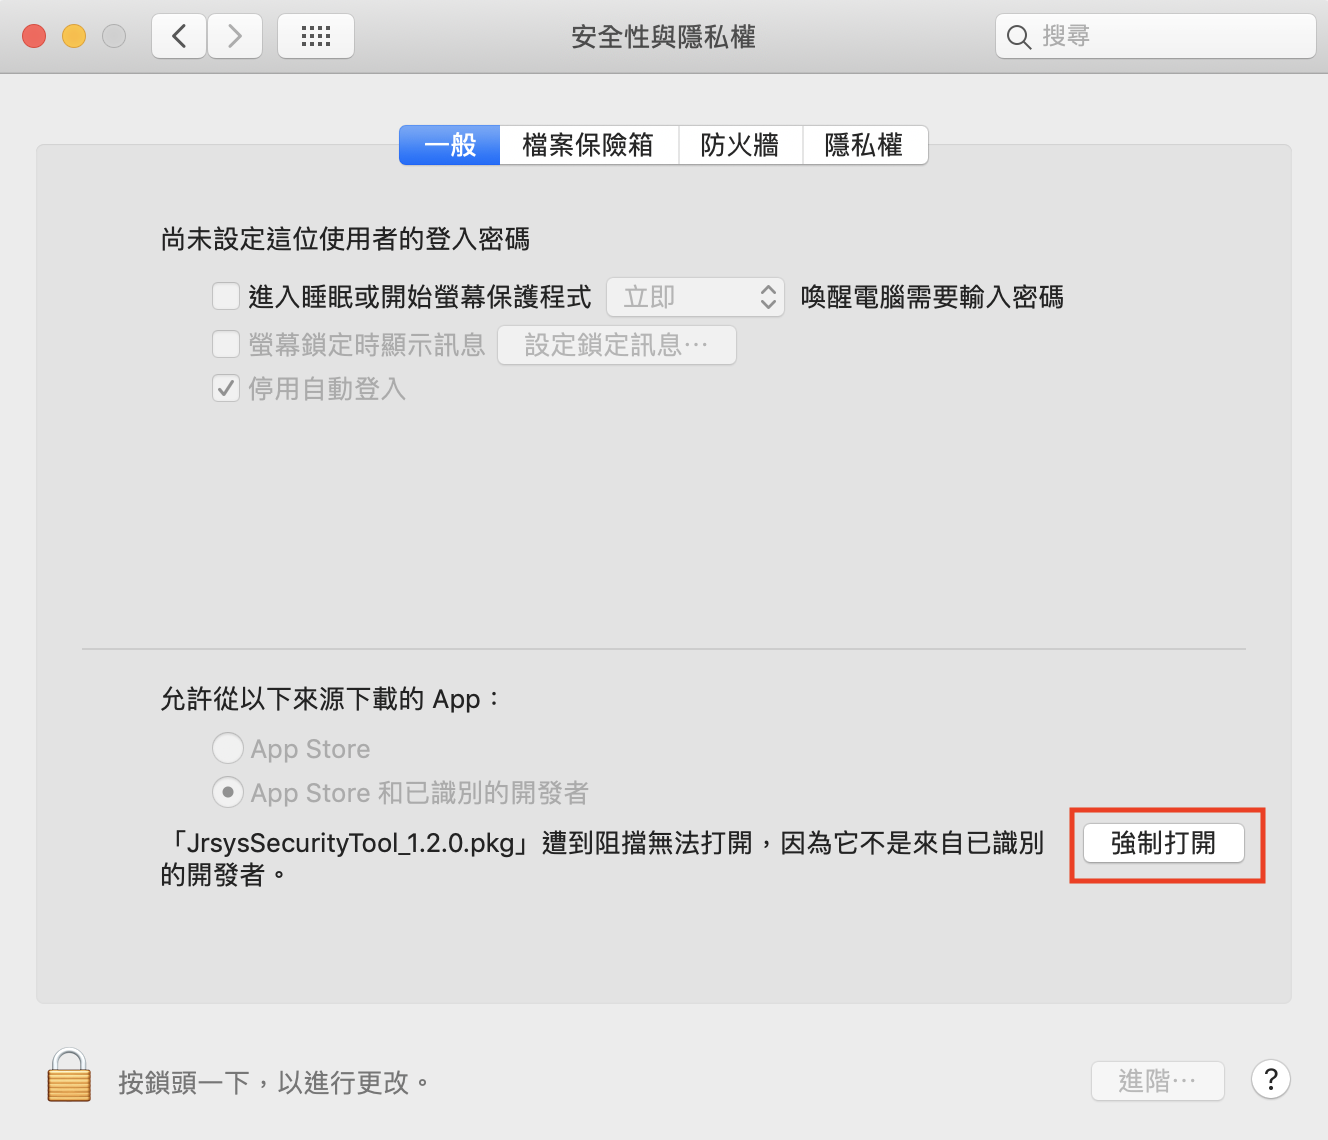 安全性與隱私權
搜尋
一般
檔案保險箱
防火牆
隱私權
尚未設定這位使用者的登入密碼
進入睡眠或開始螢幕保護程式 立即 喚醒電腦需要輸入密碼
螢幕鎖定時顯示訊息 設定鎖定訊息⋯
停用自動登入
允許從以下來源下載的 App：
App Store
App Store 和已識別的開發者
「JrsysSecurityTool_1.2.0.pkg」遭到阻擋無法打開，因為它不是來自已識別
的開發者。
強制打開
按鎖頭一下，以進行更改。
進階⋯
?